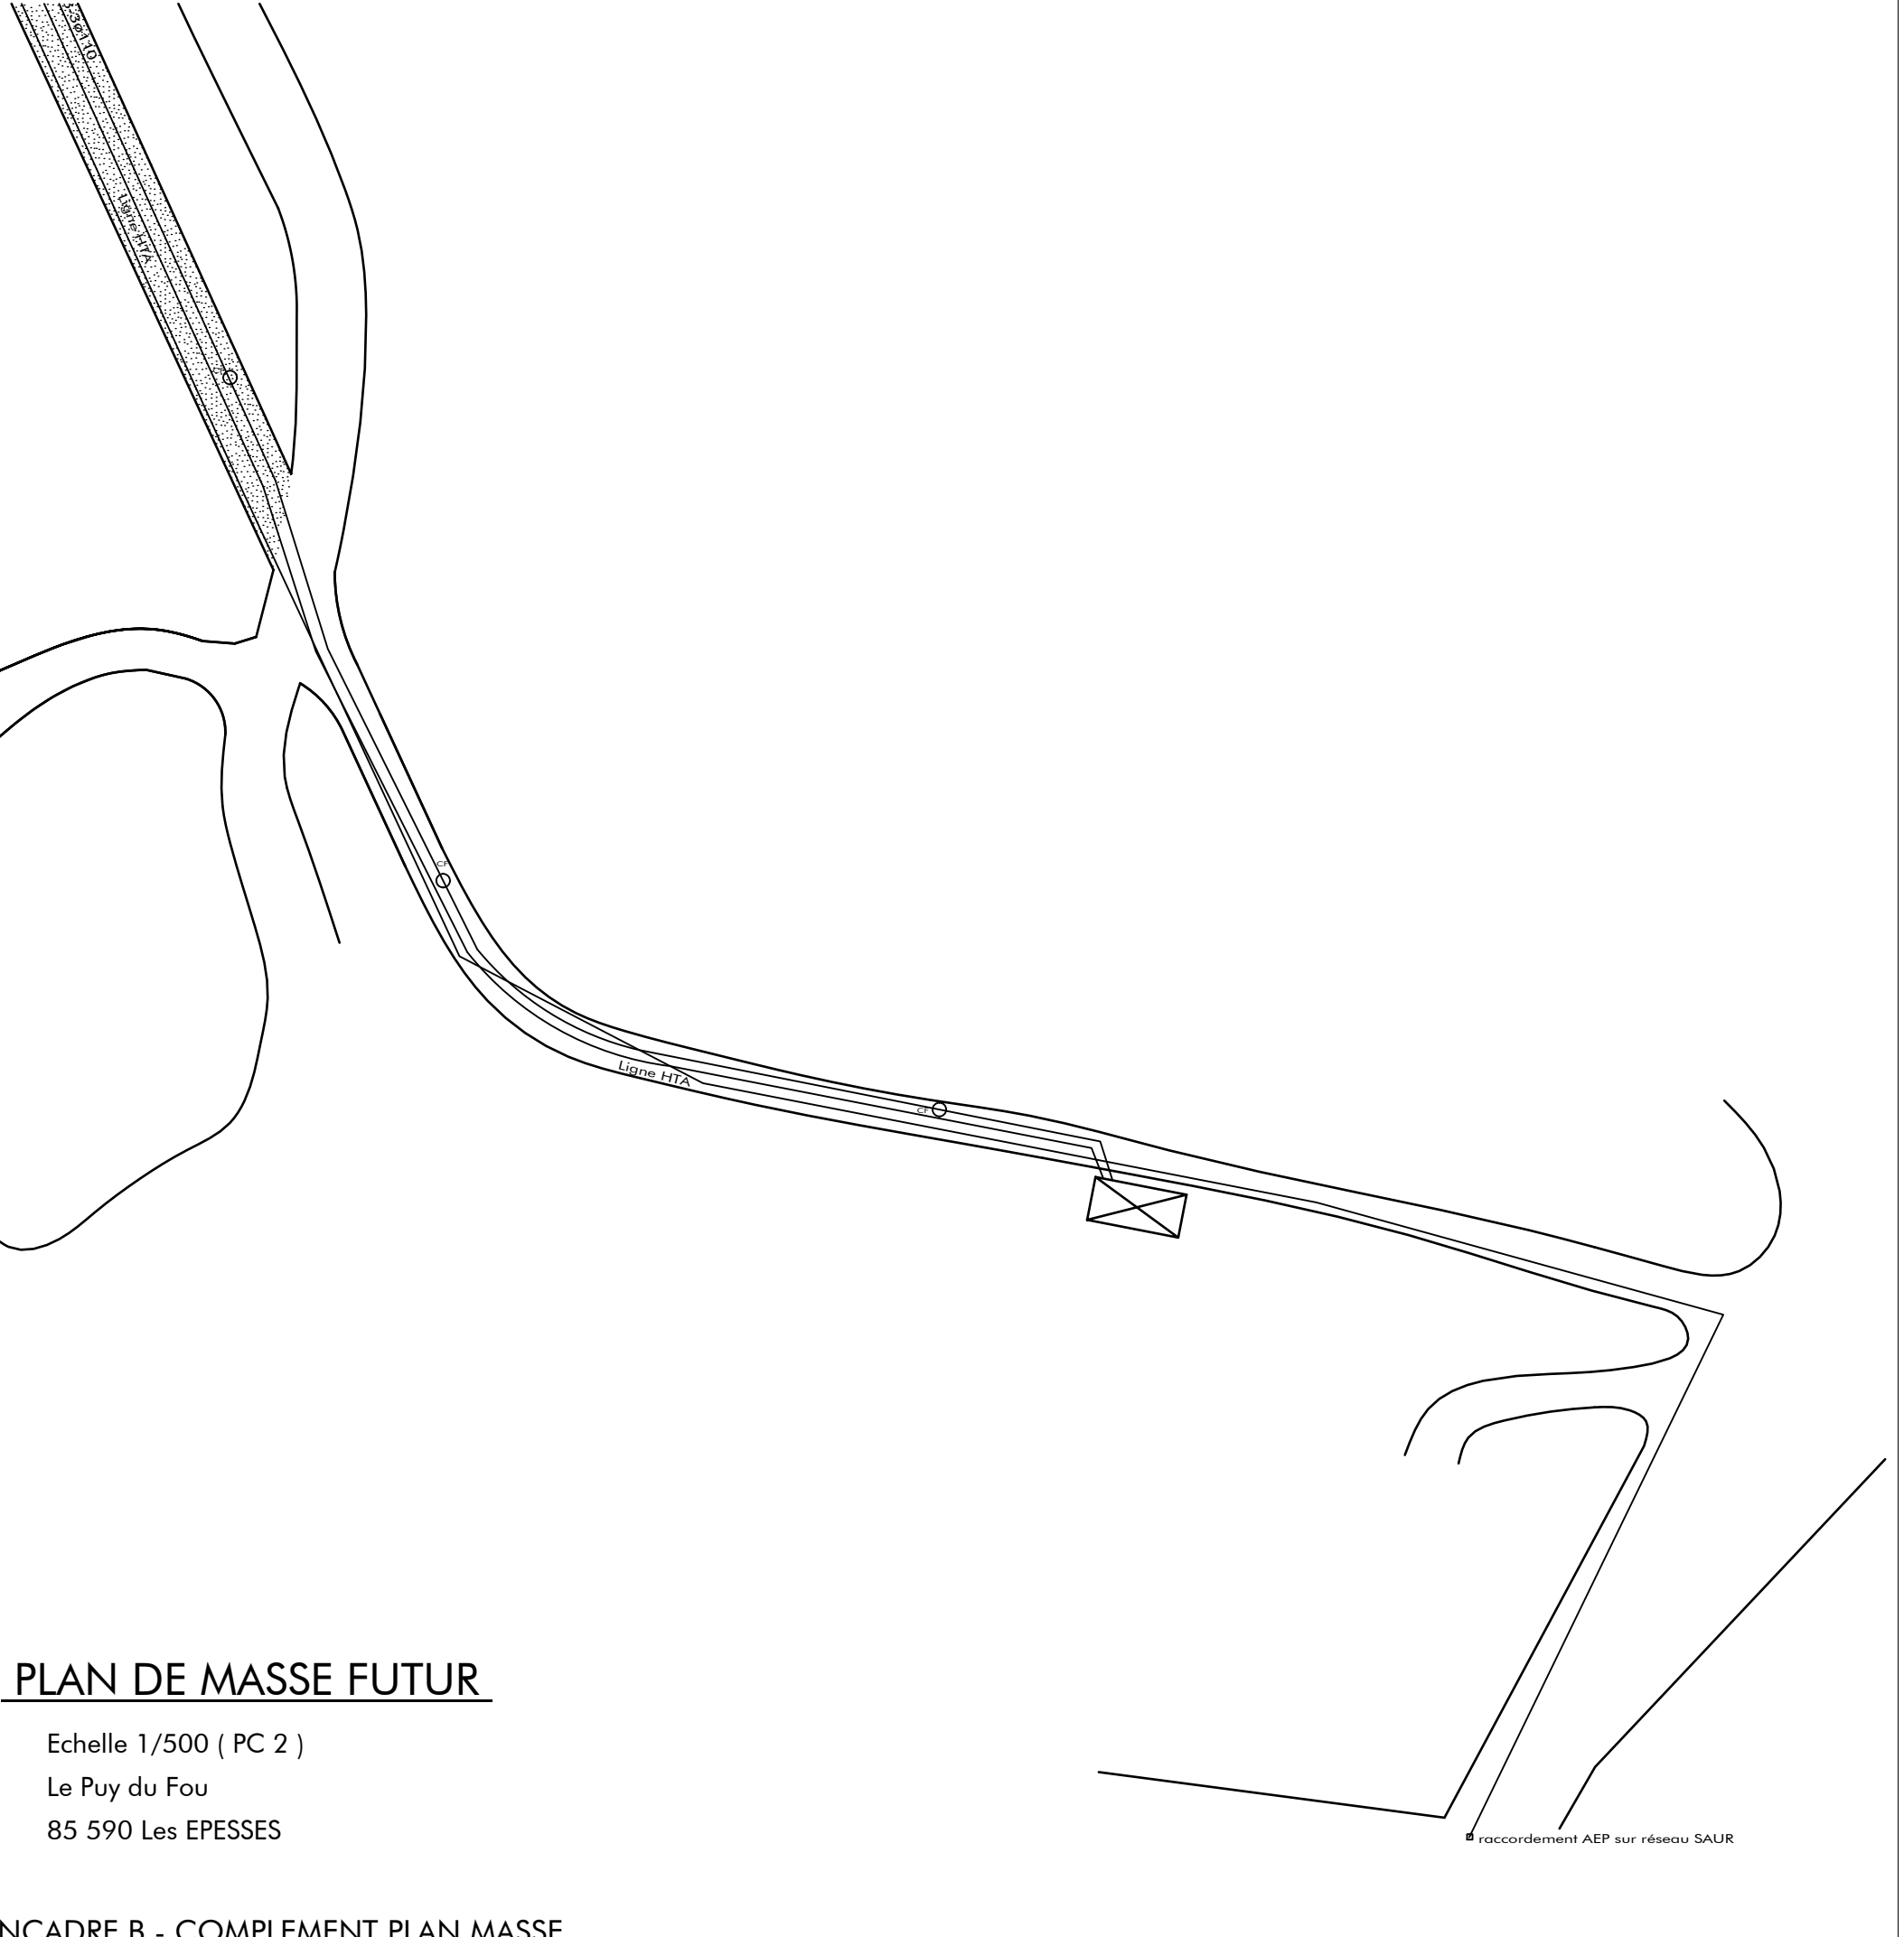 Ligne HTA
CF
Ligne HTA
CF
PLAN DE MASSE FUTUR
Echelle 1/500 ( PC 2 )
Le Puy du Fou
85 590 Les EPESSES
raccordement AEP sur réseau SAUR
NCADRE B - COMPLEMENT PLAN MASSE